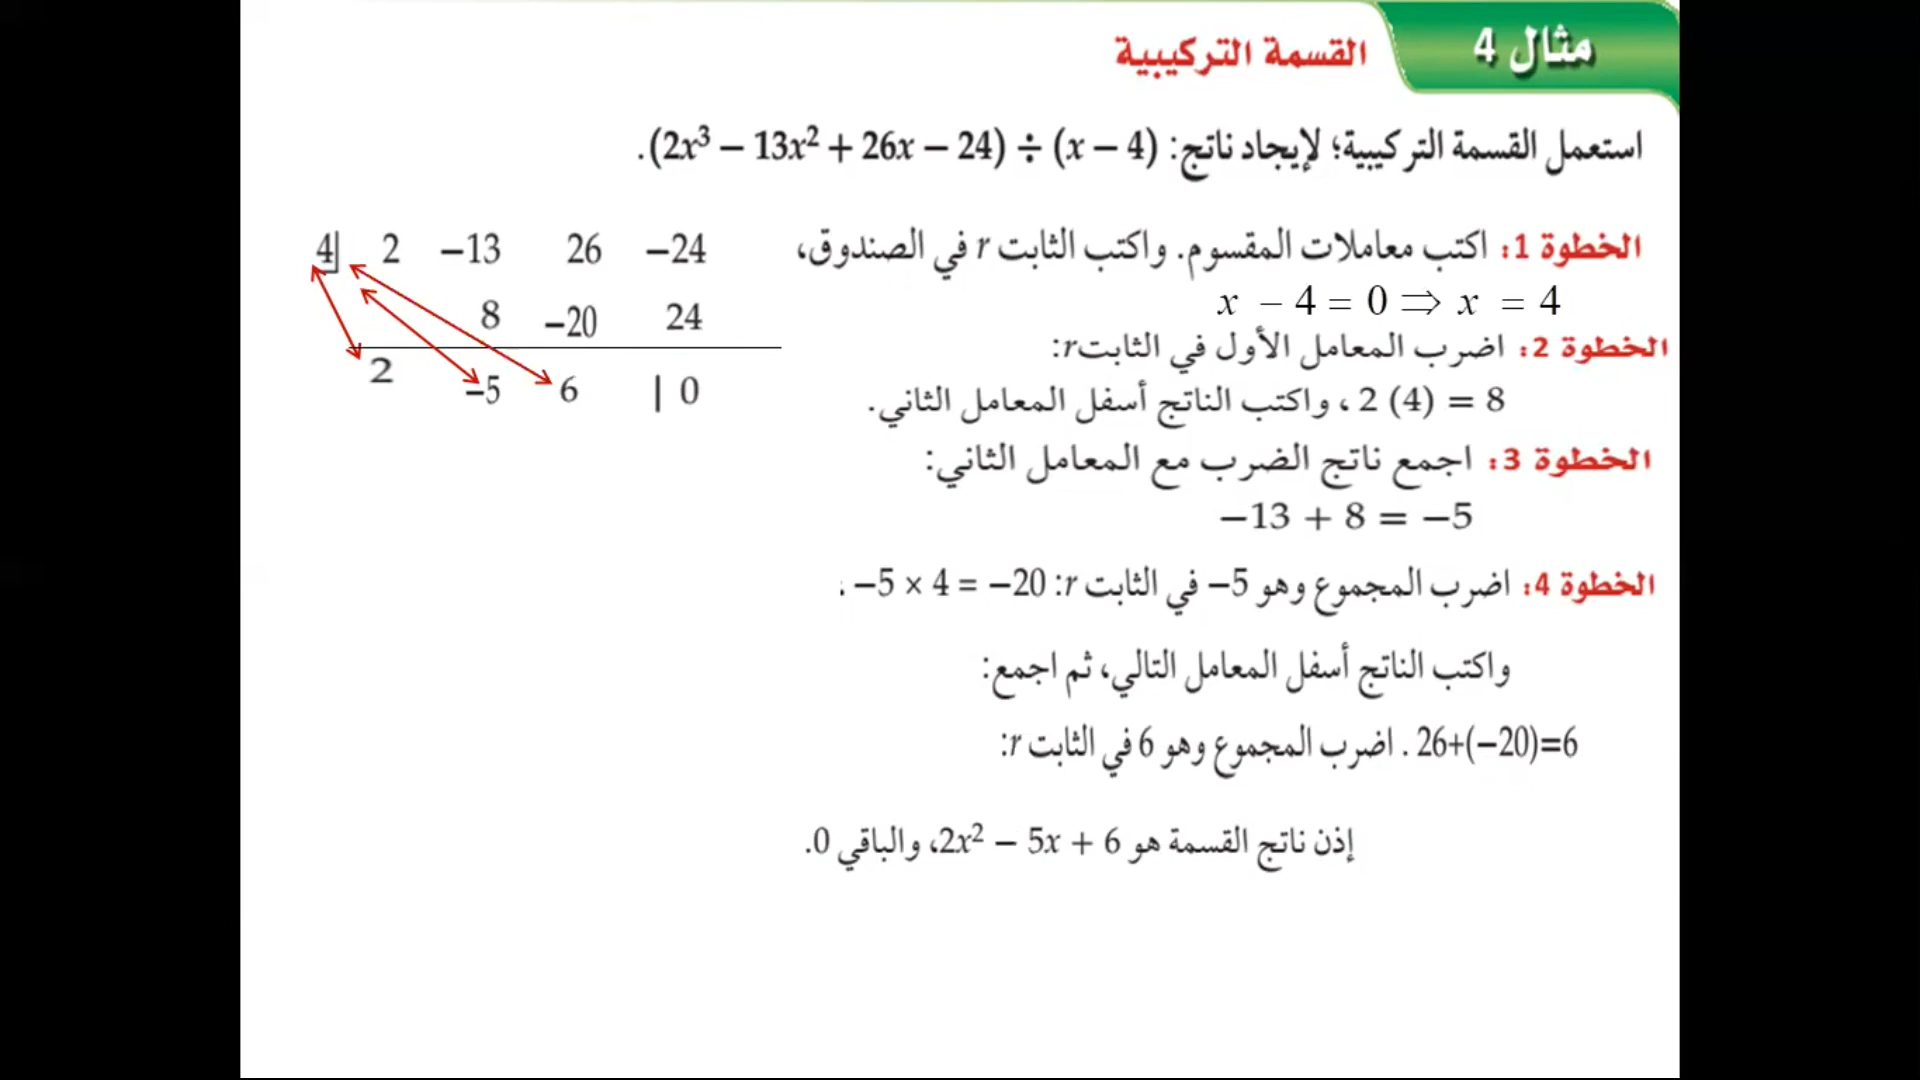 مثال 4
القسمة التركيبية
استعمل القسمة التركيبية؛ لإيجاد ناتج: (2x³ − 13x² + 26x − 24) ÷ (x − 4).
الخطوة 1: اكتب معاملات المقسوم. واكتب الثابت r في الصندوق،
x − 4 = 0 ⇒ x = 4
الخطوة 2: اضرب المعامل الأول في الثابت r:
2 (4) = 8 ، واكتب الناتج أسفل المعامل الثاني.
الخطوة 3: اجمع ناتج الضرب مع المعامل الثاني:
−13 + 8 = −5
الخطوة 4: اضرب المجموع وهو 5− في الثابت r: −5 × 4 = −20 ،
واكتب الناتج أسفل المعامل التالي، ثم اجمع:
26+(−20)=6 . اضرب المجموع وهو 6 في الثابت r:
إذن ناتج القسمة هو 2x² − 5x + 6، والباقي 0.
4| 2 −13 26 −24
8 −20 24
2 −5 6 | 0